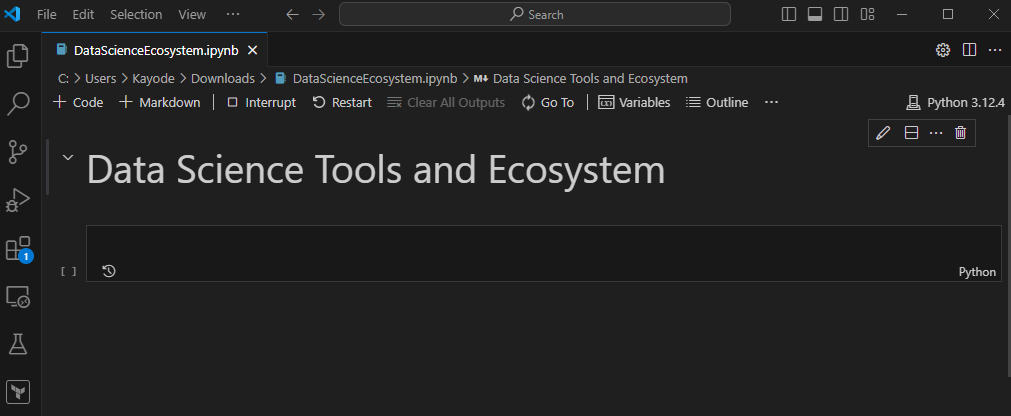 File Edit Selection View ··· Search
DataScienceEcosystem.ipynb
C: > Users > Kayode > Downloads > DataScienceEcosystem.ipynb > M↓ Data Science Tools and Ecosystem
+ Code + Markdown Interrupt Restart Clear All Outputs Go To Variables Outline ··· Python 3.12.4
Data Science Tools and Ecosystem
[ ] Python
1